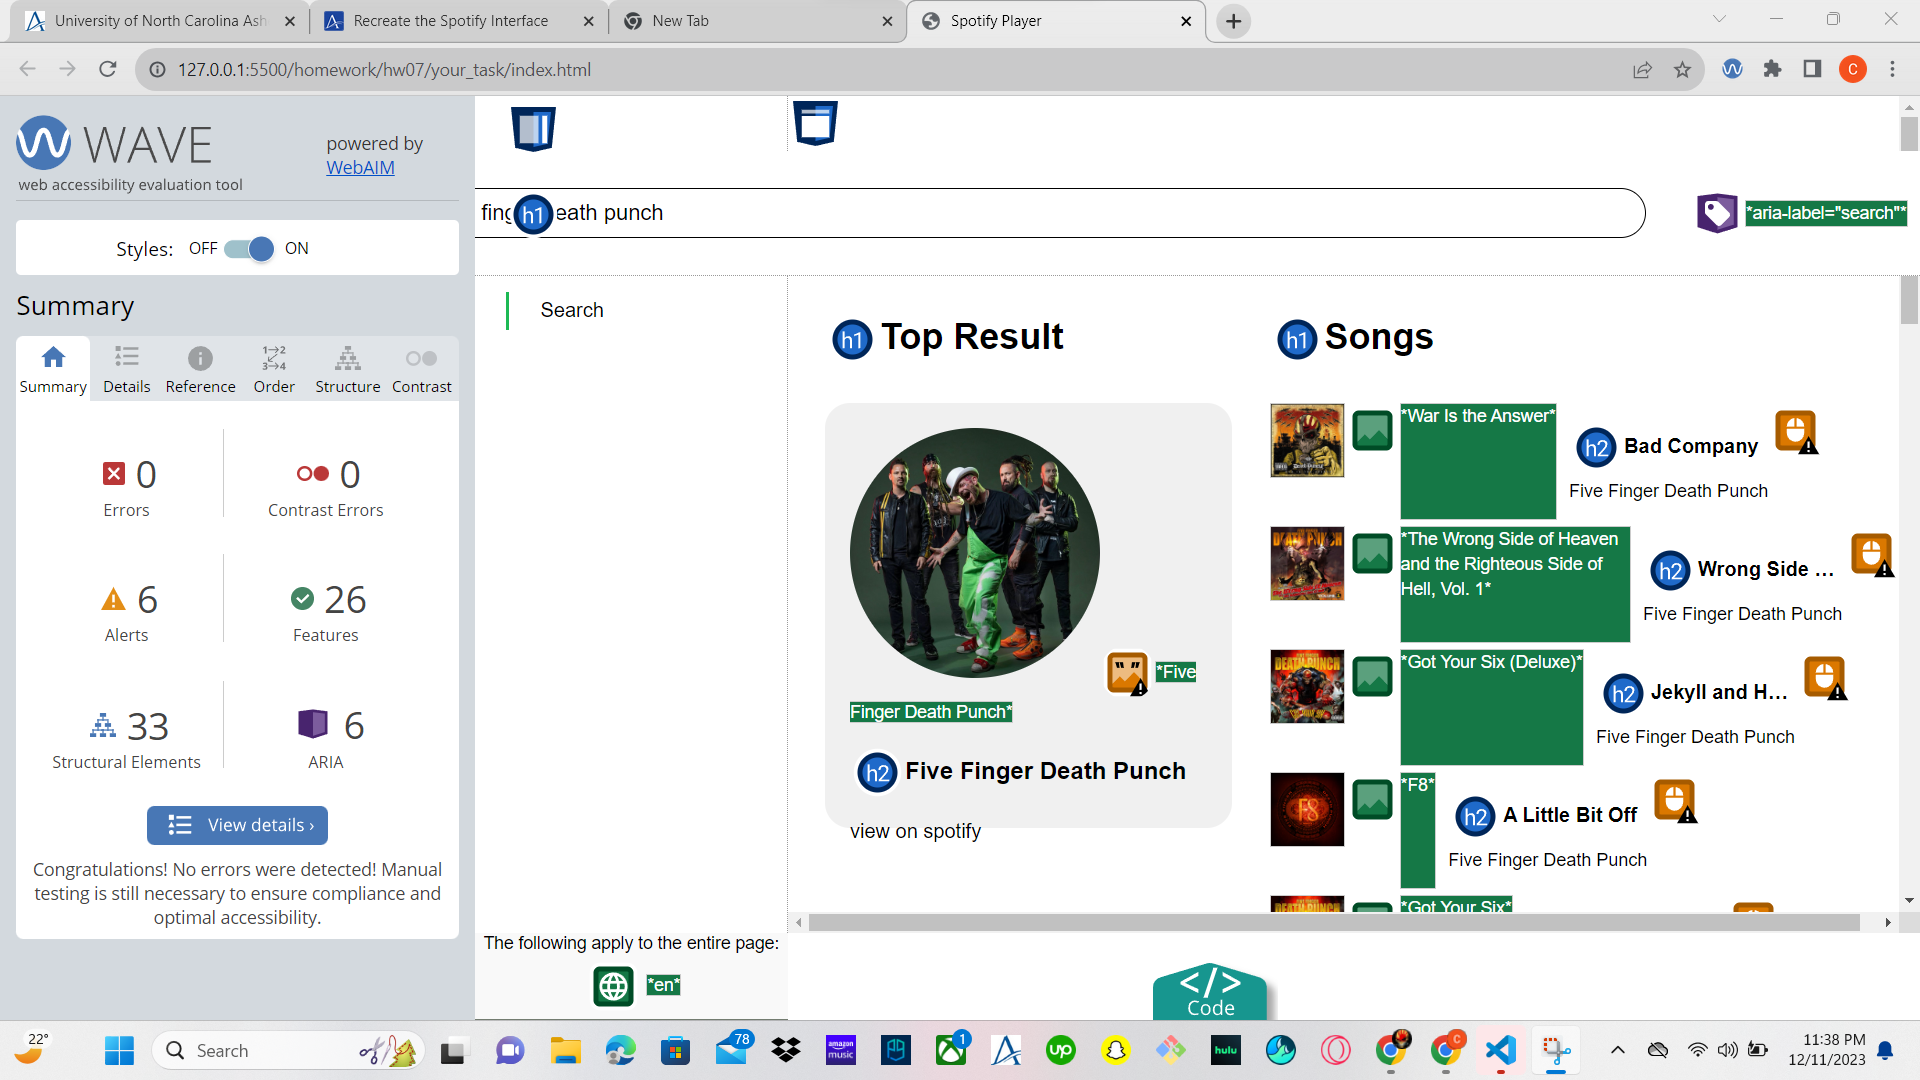 University of North Carolina Ash
Recreate the Spotify Interface
New Tab
Spotify Player
127.0.0.1:5500/homework/hw07/your_task/index.html
C
WAVE
web accessibility evaluation tool
powered by
WebAIM
Styles: OFF ON
Summary
Summary
Details
Reference
Order
Structure
Contrast
0
Errors
0
Contrast Errors
6
Alerts
26
Features
33
Structural Elements
6
ARIA
View details ›
Congratulations! No errors were detected! Manual
testing is still necessary to ensure compliance and
optimal accessibility.
fing h1 eath punch
*aria-label="search"*
Search
h1 Top Result
*Five
Finger Death Punch*
h2 Five Finger Death Punch
view on spotify
h1 Songs
*War Is the Answer*
h2 Bad Company
Five Finger Death Punch
*The Wrong Side of Heaven
and the Righteous Side of
Hell, Vol. 1*
h2 Wrong Side ...
Five Finger Death Punch
*Got Your Six (Deluxe)*
h2 Jekyll and H...
Five Finger Death Punch
*F8*
h2 A Little Bit Off
Five Finger Death Punch
*Got Your Six*
The following apply to the entire page:
*en*
</>
Code
22°
Search
78
amazon
music
1
up
hulu
C
11:38 PM
12/11/2023